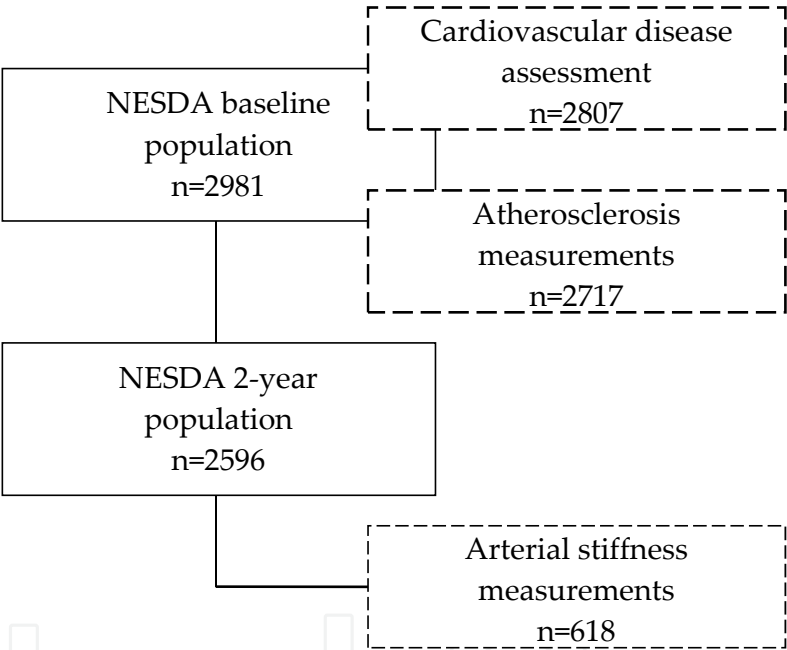 Cardiovascular disease
assessment
n=2807
NESDA baseline
population
n=2981
Atherosclerosis
measurements
n=2717
NESDA 2-year
population
n=2596
Arterial stiffness
measurements
n=618